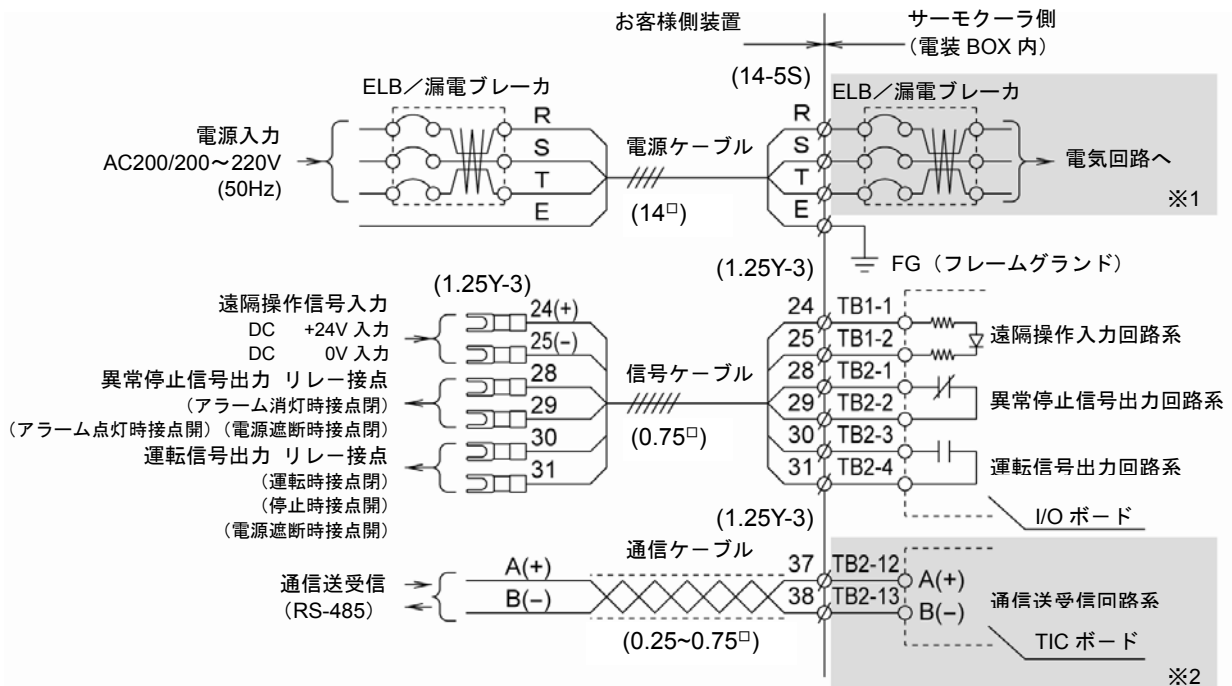 お客様側装置
サーモクーラ側
(電装 BOX 内)
(14-5S)
ELB/漏電ブレーカ
ELB/漏電ブレーカ
電源入力
AC200/200~220V
(50Hz)
R
S
T
E
電源ケーブル
(14□)
R
S
T
E
電気回路へ
※1
FG(フレームグランド)
(1.25Y-3)
(1.25Y-3)
遠隔操作信号入力
DC +24V 入力
DC 0V 入力
異常停止信号出力 リレー接点
(アラーム消灯時接点閉)
(アラーム点灯時接点開)(電源遮断時接点閉)
運転信号出力 リレー接点
(運転時接点閉)
(停止時接点開)
(電源遮断時接点開)
24(+)
25(−)
28
29
30
31
信号ケーブル
(0.75□)
24 TB1-1
25 TB1-2
28 TB2-1
29 TB2-2
30 TB2-3
31 TB2-4
遠隔操作入力回路系
異常停止信号出力回路系
運転信号出力回路系
I/O ボード
(1.25Y-3)
通信送受信
(RS-485)
A(+)
B(−)
通信ケーブル
(0.25~0.75□)
37 TB2-12 A(+)
38 TB2-13 B(−)
通信送受信回路系
TIC ボード
※2